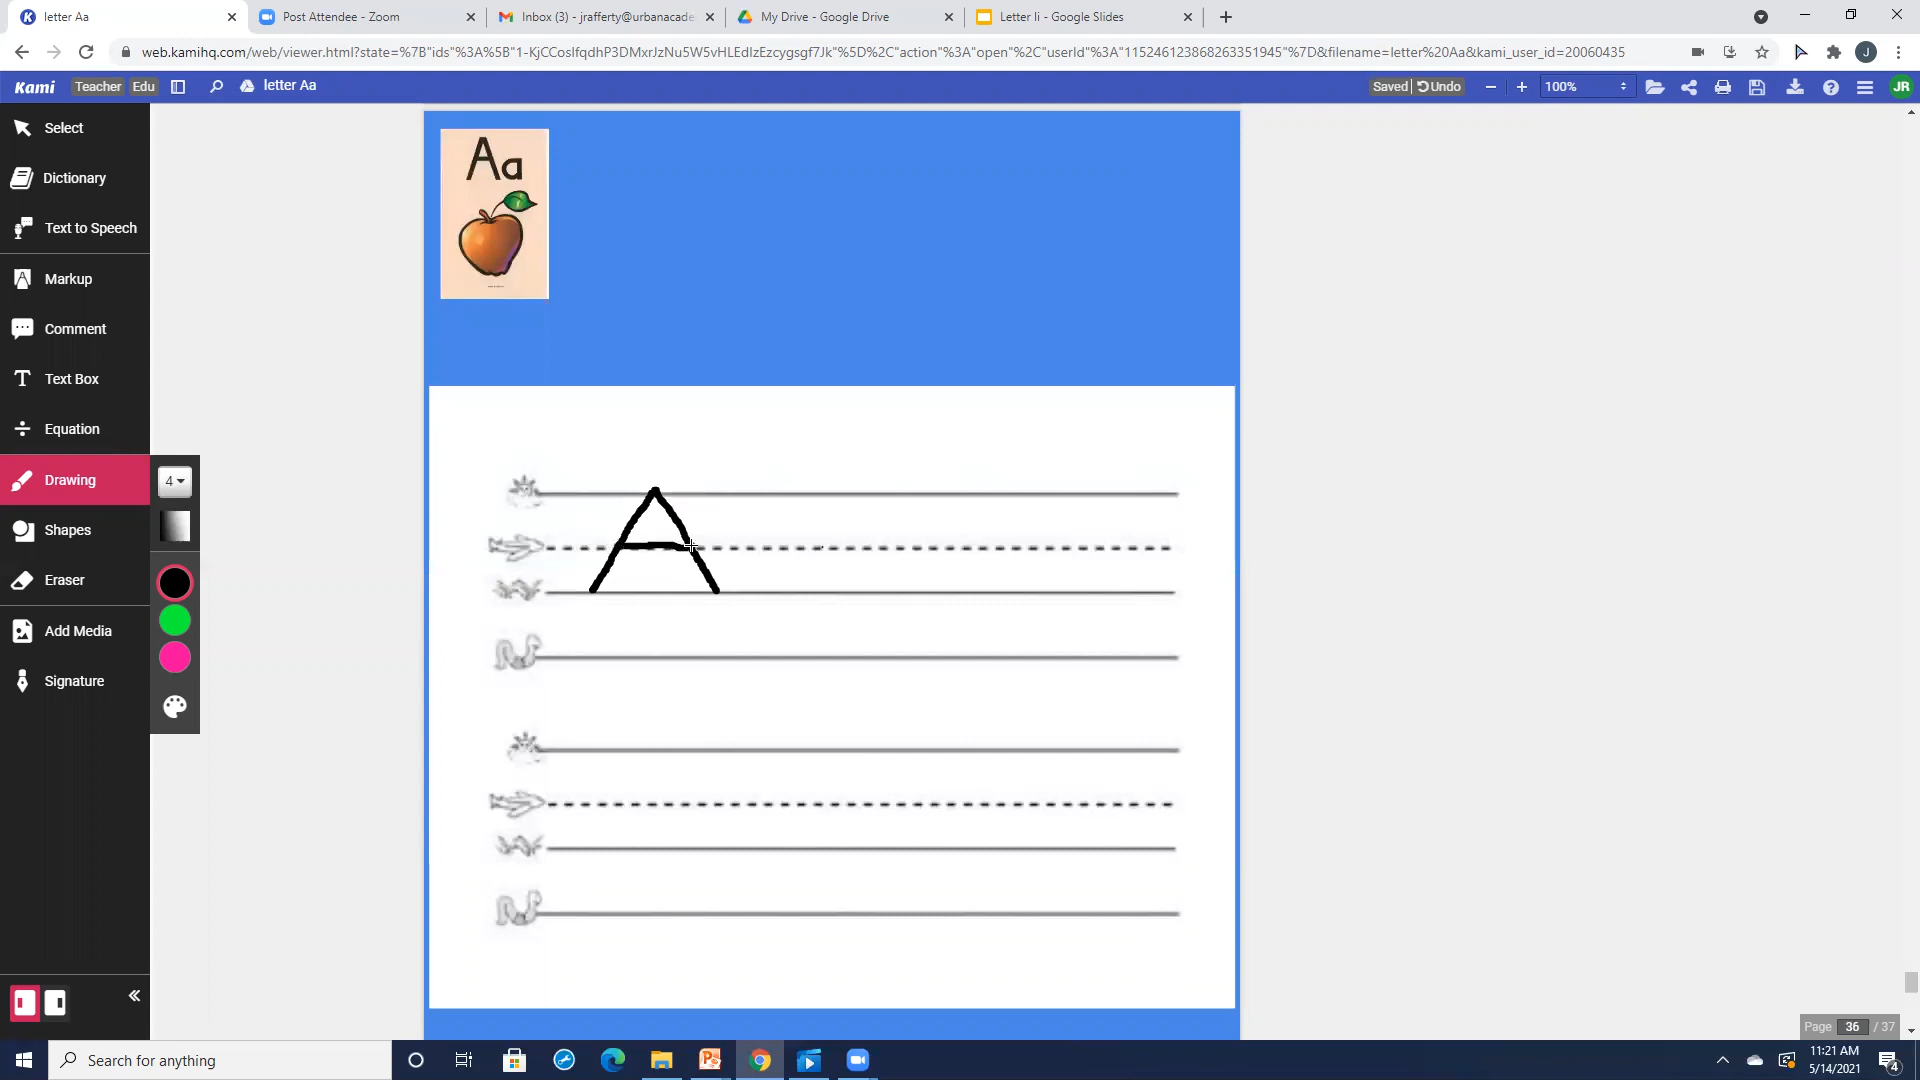 letter Aa
Post Attendee - Zoom
Inbox (3) - jrafferty@urbanacade
My Drive - Google Drive
Letter Ii - Google Slides
web.kamihq.com/web/viewer.html?state=%7B"ids"%3A%5B"1-KjCCosIfqdhP3DMxrJzNu5W5vHLEdIzEzcygsgf7Jk"%5D%2C"action"%3A"open"%2C"userId"%3A"115246123868263351945"%7D&filename=letter%20Aa&kami_user_id=20060435
J
Kami
Teacher
Edu
letter Aa
Saved
Undo
100%
JR
Select
Dictionary
Text to Speech
Markup
Comment
Text Box
Equation
Drawing
Shapes
Eraser
Add Media
Signature
4
Aa
A
Page 36 / 37
Search for anything
11:21 AM
5/14/2021
4